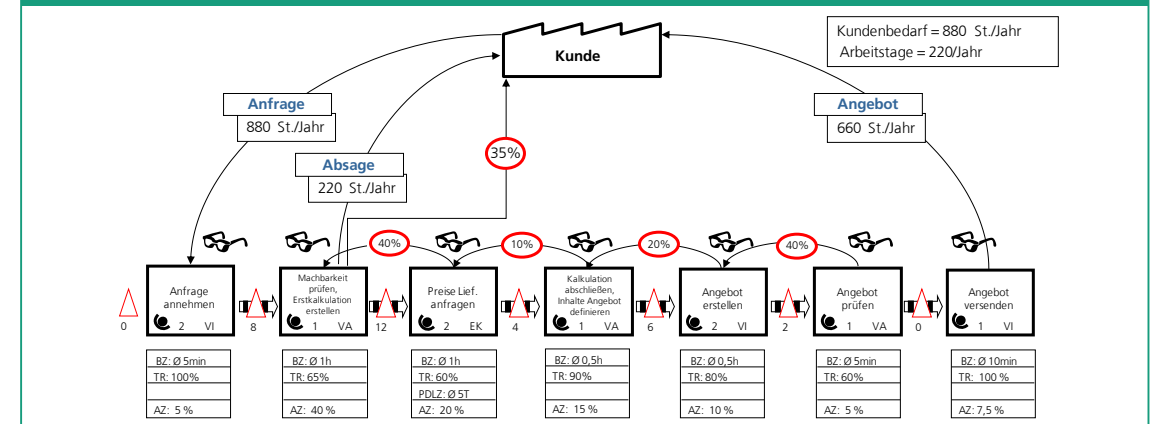 Kunde
Kundenbedarf = 880 St./Jahr
Arbeitstage = 220/Jahr
Anfrage
880 St./Jahr
Absage
220 St./Jahr
35%
Angebot
660 St./Jahr
40%
10%
20%
40%
0
Anfrage
annehmen
2 VI
8
Machbarkeit
prüfen,
Erstkalkulation
erstellen
1 VA
12
Preise Lief.
anfragen
2 EK
4
Kalkulation
abschließen,
Inhalte Angebot
definieren
1 VA
6
Angebot
erstellen
2 VI
2
Angebot
prüfen
1 VA
0
Angebot
versenden
1 VI
BZ: Ø 5min
TR: 100%
AZ: 5 %
BZ: Ø 1h
TR: 65%
AZ: 40 %
BZ: Ø 1h
TR: 60%
PDLZ: Ø 5T
AZ: 20 %
BZ: Ø 0,5h
TR: 90%
AZ: 15 %
BZ: Ø 0,5h
TR: 80%
AZ: 10 %
BZ: Ø 5min
TR: 60%
AZ: 5 %
BZ: Ø 10min
TR: 100 %
AZ: 7,5 %